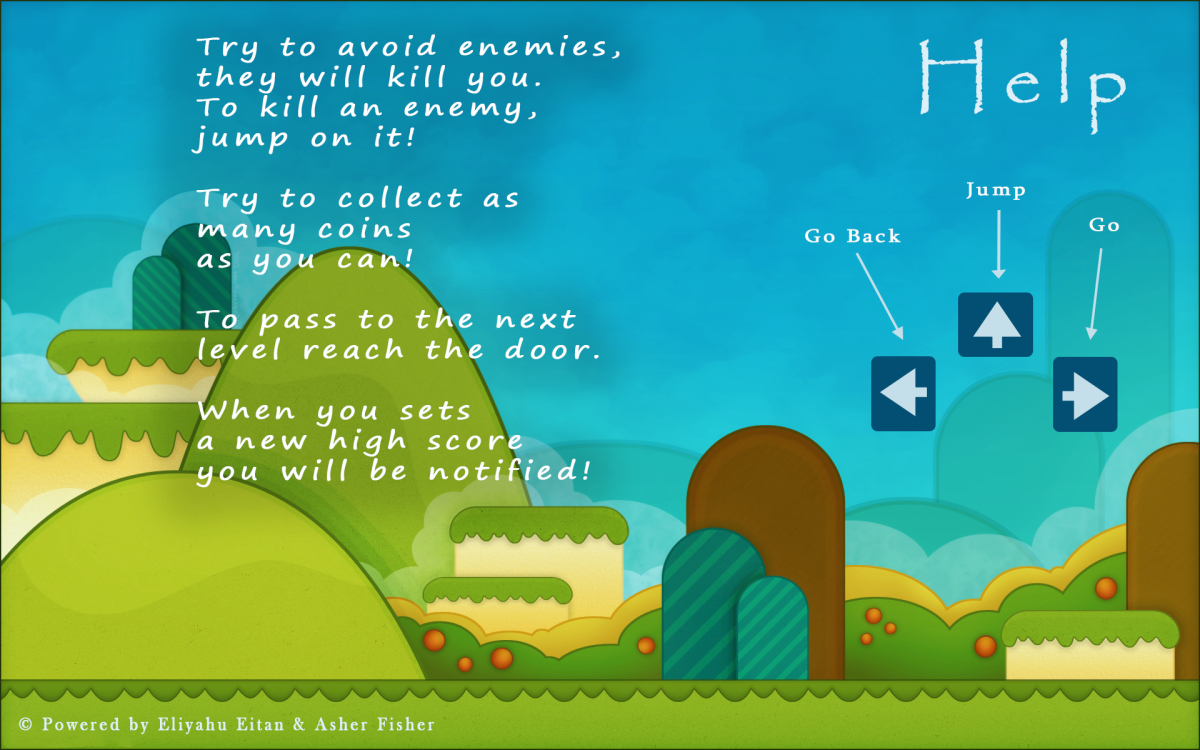 Try to avoid enemies,
they will kill you.
To kill an enemy,
jump on it!
Try to collect as
many coins
as you can!
To pass to the next
level reach the door.
When you sets
a new high score
you will be notified!
Help
Jump
Go Back
Go
© Powered by Eliyahu Eitan & Asher Fisher